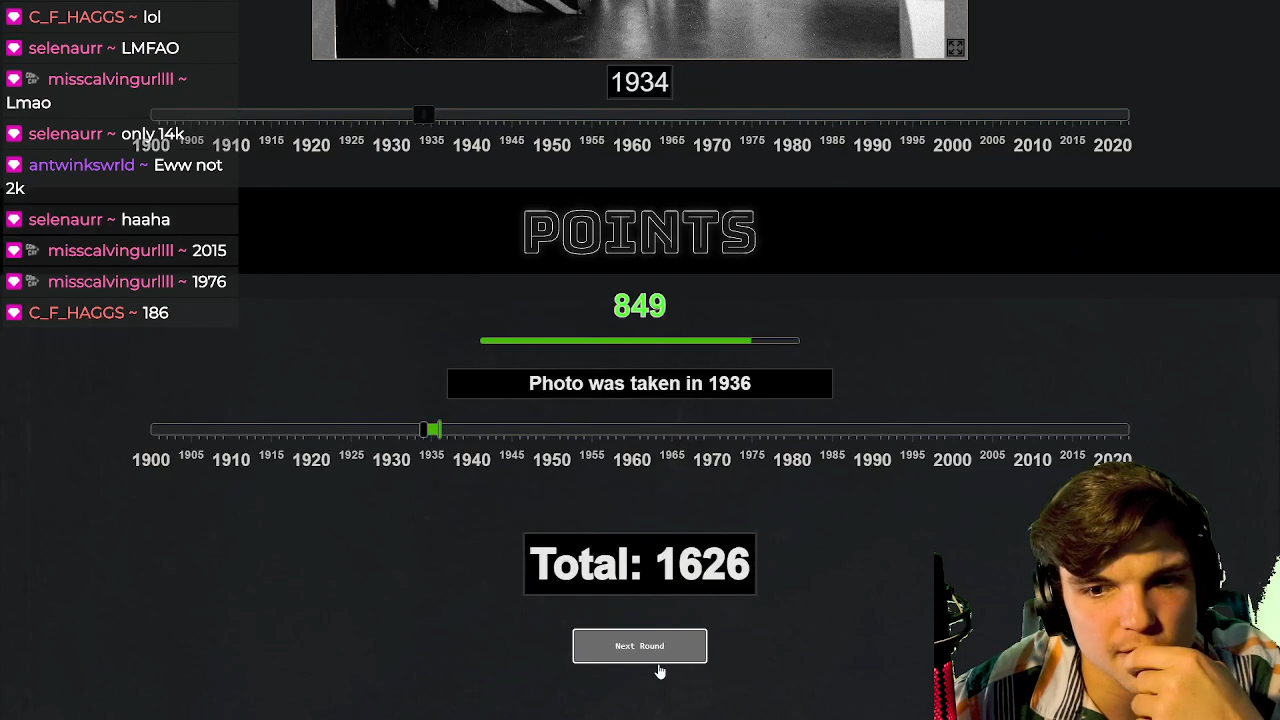 C_F_HAGGS ~ lol
selenaurr ~ LMFAO
misscalvingurllll ~
Lmao
selenaurr ~ only 14k
antwinkswrld ~ Eww not
2k
selenaurr ~ haaha
misscalvingurllll ~ 2015
misscalvingurllll ~ 1976
C_F_HAGGS ~ 186
1934
1900 1905 1910 1915 1920 1925 1930 1935 1940 1945 1950 1955 1960 1965 1970 1975 1980 1985 1990 1995 2000 2005 2010 2015 2020
POINTS
849
Photo was taken in 1936
1900 1905 1910 1915 1920 1925 1930 1935 1940 1945 1950 1955 1960 1965 1970 1975 1980 1985 1990 1995 2000 2005 2010 2015 2020
Total: 1626
Next Round